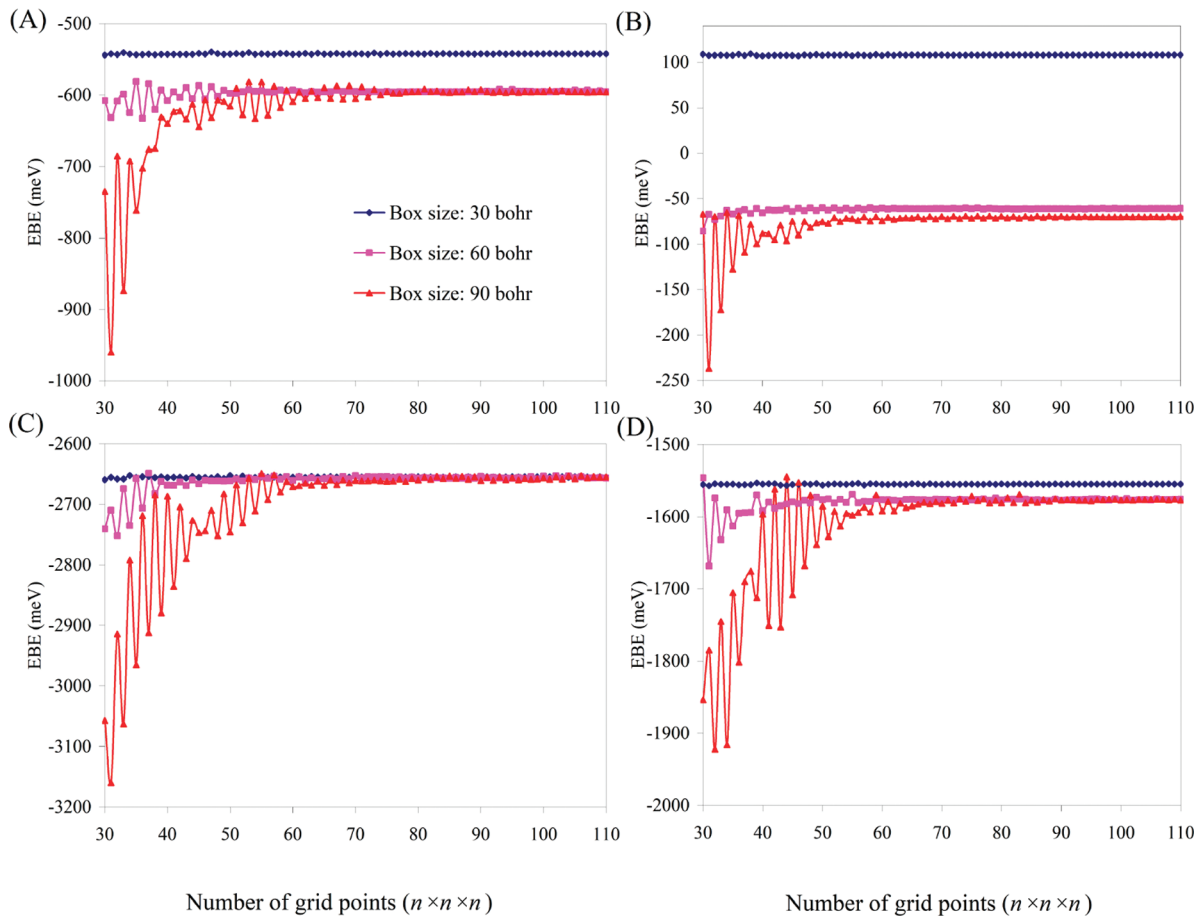 (A)
-500
-600
-700
-800
-900
-1000
EBE (meV)
Box size: 30 bohr
Box size: 60 bohr
Box size: 90 bohr
30 40 50 60 70 80 90 100 110
(B)
100
50
0
-50
-100
-150
-200
-250
EBE (meV)
30 40 50 60 70 80 90 100 110
(C)
-2600
-2700
-2800
-2900
-3000
-3100
-3200
EBE (meV)
30 40 50 60 70 80 90 100 110
Number of grid points (n ×n ×n )
(D)
-1500
-1600
-1700
-1800
-1900
-2000
EBE (meV)
30 40 50 60 70 80 90 100 110
Number of grid points (n ×n ×n )